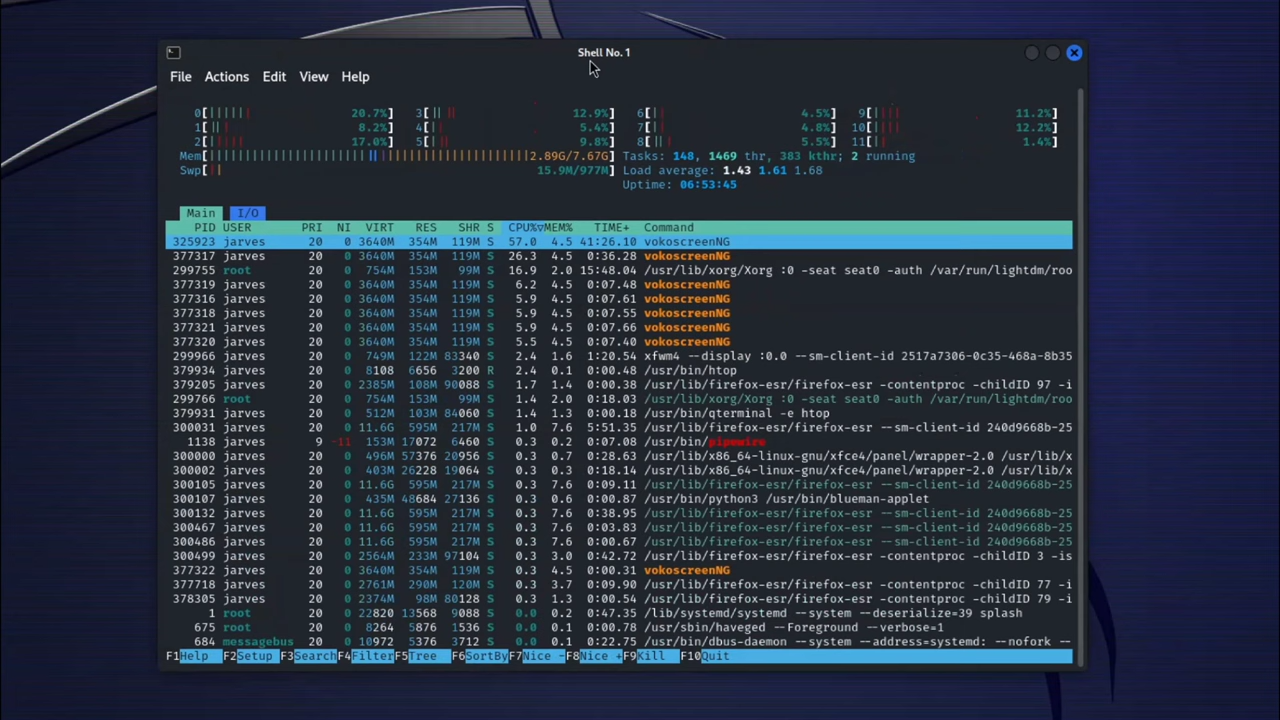 Shell No. 1
File Actions Edit View Help
0[||||| 20.7%] 3[|| || 12.9%] 6[|| 4.5%] 9[|||| 11.2%]
1[|| 8.2%] 4[|| 5.4%] 7[|| 4.8%] 10[|||| 12.2%]
2[||||||| 17.0%] 5[| || 9.8%] 8[||| 5.5%] 11[| 1.4%]
Mem[||||||||||||||||||||||||||||||||||||||||||2.89G/7.67G] Tasks: 148, 1469 thr, 383 kthr; 2 running
Swp[|| 15.9M/977M] Load average: 1.43 1.61 1.68
Uptime: 06:53:45
Main I/O
PID USER PRI NI VIRT RES SHR S CPU%▽MEM% TIME+ Command
325923 jarves 20 0 3640M 354M 119M S 57.0 4.5 41:26.10 vokoscreenNG
377317 jarves 20 0 3640M 354M 119M S 26.3 4.5 0:36.28 vokoscreenNG
299755 root 20 0 754M 153M 99M S 16.9 2.0 15:48.04 /usr/lib/xorg/Xorg :0 -seat seat0 -auth /var/run/lightdm/roo
377319 jarves 20 0 3640M 354M 119M S 6.2 4.5 0:07.48 vokoscreenNG
377316 jarves 20 0 3640M 354M 119M S 5.9 4.5 0:07.61 vokoscreenNG
377318 jarves 20 0 3640M 354M 119M S 5.9 4.5 0:07.55 vokoscreenNG
377321 jarves 20 0 3640M 354M 119M S 5.9 4.5 0:07.66 vokoscreenNG
377320 jarves 20 0 3640M 354M 119M S 5.5 4.5 0:07.40 vokoscreenNG
299966 jarves 20 0 749M 122M 83340 S 2.4 1.6 1:20.54 xfwm4 --display :0.0 --sm-client-id 2517a7306-0c35-468a-8b35
379934 jarves 20 0 8108 6656 3200 R 2.4 0.1 0:00.48 /usr/bin/htop
379205 jarves 20 0 2385M 108M 90088 S 1.7 1.4 0:00.38 /usr/lib/firefox-esr/firefox-esr -contentproc -childID 97 -i
299766 root 20 0 754M 153M 99M S 1.4 2.0 0:18.03 /usr/lib/xorg/Xorg :0 -seat seat0 -auth /var/run/lightdm/roo
379931 jarves 20 0 512M 103M 84060 S 1.4 1.3 0:00.18 /usr/bin/qterminal -e htop
300031 jarves 20 0 11.6G 595M 217M S 1.0 7.6 5:51.35 /usr/lib/firefox-esr/firefox-esr --sm-client-id 240d9668b-25
1138 jarves 9 -11 153M 17072 6460 S 0.3 0.2 0:07.08 /usr/bin/pipewire
300000 jarves 20 0 496M 57376 20956 S 0.3 0.7 0:28.63 /usr/lib/x86_64-linux-gnu/xfce4/panel/wrapper-2.0 /usr/lib/x
300002 jarves 20 0 403M 26228 19064 S 0.3 0.3 0:18.14 /usr/lib/x86_64-linux-gnu/xfce4/panel/wrapper-2.0 /usr/lib/x
300105 jarves 20 0 11.6G 595M 217M S 0.3 7.6 0:09.11 /usr/lib/firefox-esr/firefox-esr --sm-client-id 240d9668b-25
300107 jarves 20 0 435M 48684 27136 S 0.3 0.6 0:00.87 /usr/bin/python3 /usr/bin/blueman-applet
300132 jarves 20 0 11.6G 595M 217M S 0.3 7.6 0:38.95 /usr/lib/firefox-esr/firefox-esr --sm-client-id 240d9668b-25
300467 jarves 20 0 11.6G 595M 217M S 0.3 7.6 0:03.83 /usr/lib/firefox-esr/firefox-esr --sm-client-id 240d9668b-25
300486 jarves 20 0 11.6G 595M 217M S 0.3 7.6 0:00.67 /usr/lib/firefox-esr/firefox-esr --sm-client-id 240d9668b-25
300499 jarves 20 0 2564M 233M 97104 S 0.3 3.0 0:42.72 /usr/lib/firefox-esr/firefox-esr -contentproc -childID 3 -is
377322 jarves 20 0 3640M 354M 119M S 0.3 4.5 0:00.31 vokoscreenNG
377718 jarves 20 0 2761M 290M 120M S 0.3 3.7 0:09.90 /usr/lib/firefox-esr/firefox-esr -contentproc -childID 77 -i
378305 jarves 20 0 2374M 98M 80128 S 0.3 1.3 0:00.54 /usr/lib/firefox-esr/firefox-esr -contentproc -childID 79 -i
1 root 20 0 22820 13568 9088 S 0.0 0.2 0:47.35 /lib/systemd/systemd --system --deserialize=39 splash
675 root 20 0 8264 5876 1536 S 0.0 0.1 0:00.78 /usr/sbin/haveged --Foreground --verbose=1
684 messagebus 20 0 10972 5376 3712 S 0.0 0.1 0:22.75 /usr/bin/dbus-daemon --system --address=systemd: --nofork --
F1Help F2Setup F3Search F4Filter F5Tree F6SortBy F7Nice -F8Nice +F9Kill F10Quit